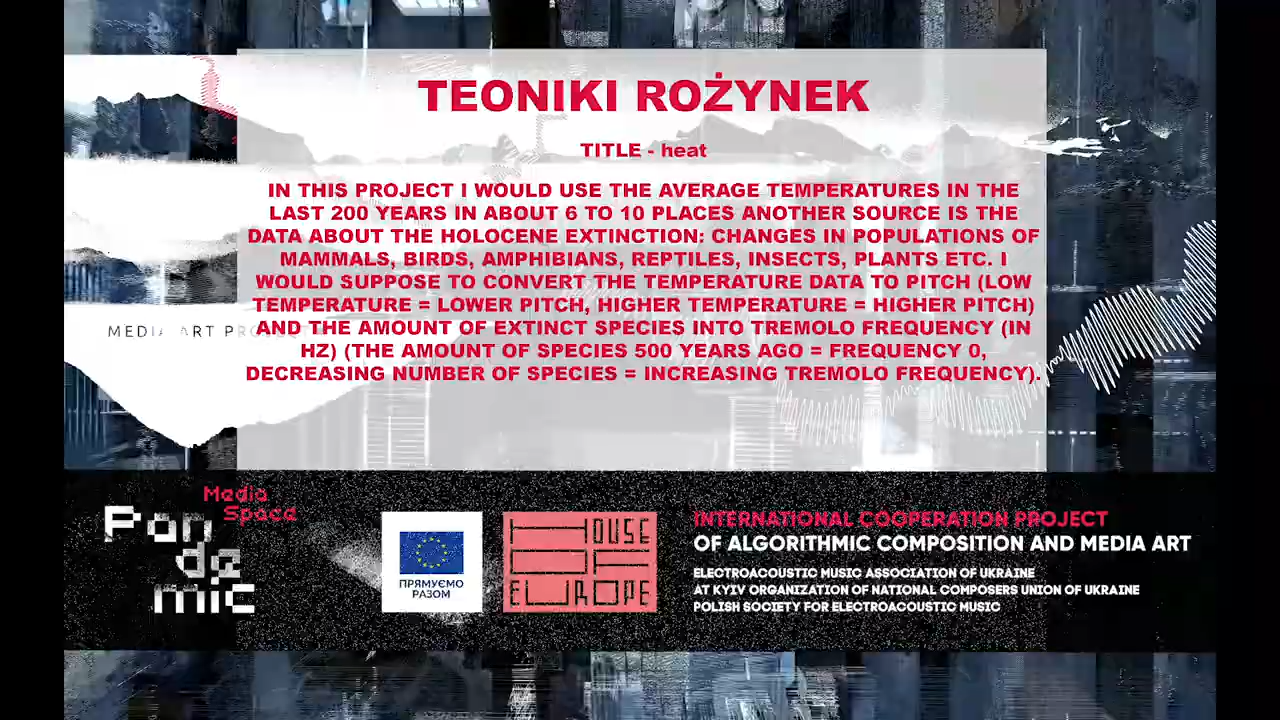 TEONIKI ROŻYNEK
TITLE - heat
IN THIS PROJECT I WOULD USE THE AVERAGE TEMPERATURES IN THE
LAST 200 YEARS IN ABOUT 6 TO 10 PLACES ANOTHER SOURCE IS THE
DATA ABOUT THE HOLOCENE EXTINCTION: CHANGES IN POPULATIONS OF
MAMMALS, BIRDS, AMPHIBIANS, REPTILES, INSECTS, PLANTS ETC. I
WOULD SUPPOSE TO CONVERT THE TEMPERATURE DATA TO PITCH (LOW
TEMPERATURE = LOWER PITCH, HIGHER TEMPERATURE = HIGHER PITCH)
AND THE AMOUNT OF EXTINCT SPECIES INTO TREMOLO FREQUENCY (IN
HZ) (THE AMOUNT OF SPECIES 500 YEARS AGO = FREQUENCY 0,
DECREASING NUMBER OF SPECIES = INCREASING TREMOLO FREQUENCY).
MEDIA ART PROJECT
Media
Space
Pan
de
mic
ПРЯМУЄМО
РАЗОМ
HOUSE
OF
EUROPE
INTERNATIONAL COOPERATION PROJECT
OF ALGORITHMIC COMPOSITION AND MEDIA ART
ELECTROACOUSTIC MUSIC ASSOCIATION OF UKRAINE
AT KYIV ORGANIZATION OF NATIONAL COMPOSERS UNION OF UKRAINE
POLISH SOCIETY FOR ELECTROACOUSTIC MUSIC